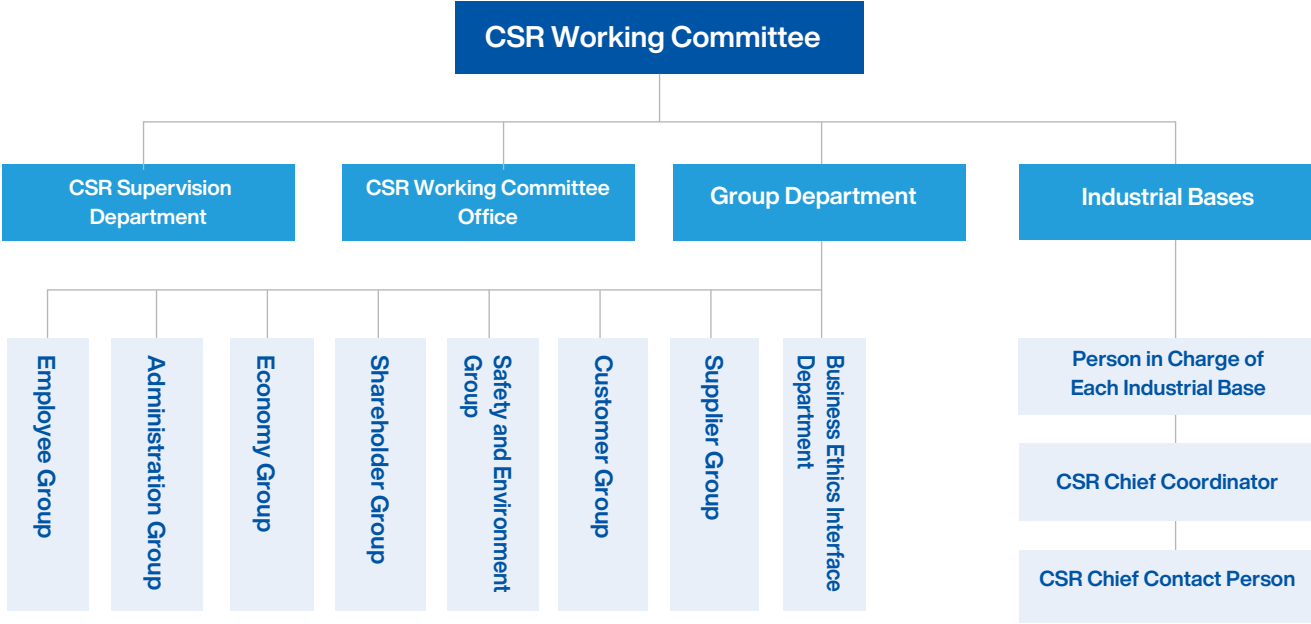 CSR Working Committee
CSR Supervision
Department
CSR Working Committee
Office
Group Department
Industrial Bases
Employee Group
Administration Group
Economy Group
Shareholder Group
Safety and Environment
Group
Customer Group
Supplier Group
Business Ethics Interface
Department
Person in Charge of
Each Industrial Base
CSR Chief Coordinator
CSR Chief Contact Person